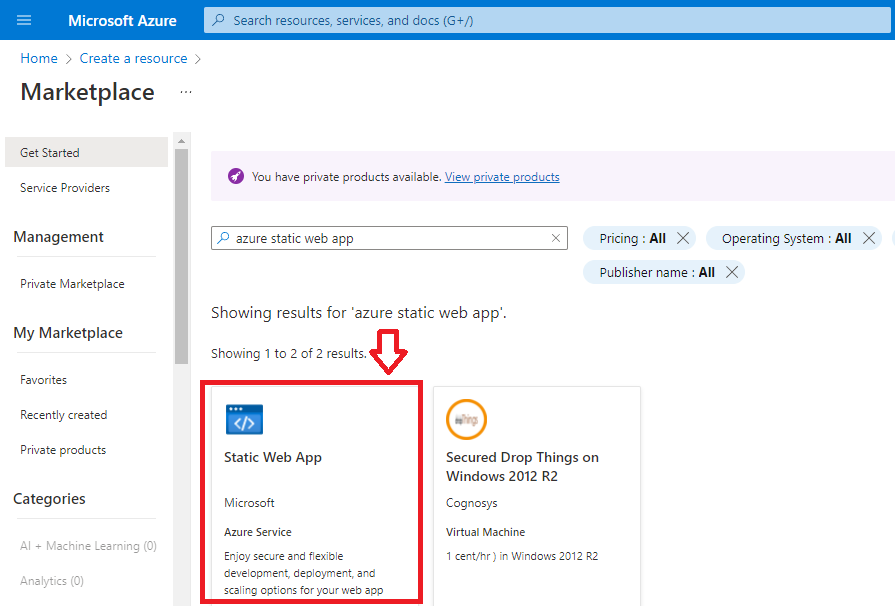 Microsoft Azure
Search resources, services, and docs (G+/)
Home > Create a resource >
Marketplace ...
Get Started
Service Providers
Management
Private Marketplace
My Marketplace
Favorites
Recently created
Private products
Categories
AI + Machine Learning (0)
Analytics (0)
You have private products available. View private products
azure static web app
Pricing : All
Operating System : All
Publisher name : All
Showing results for 'azure static web app'.
Showing 1 to 2 of 2 results.
Static Web App
Microsoft
Azure Service
Enjoy secure and flexible
development, deployment, and
scaling options for your web app
Secured Drop Things on
Windows 2012 R2
Cognosys
Virtual Machine
1 cent/hr ) in Windows 2012 R2